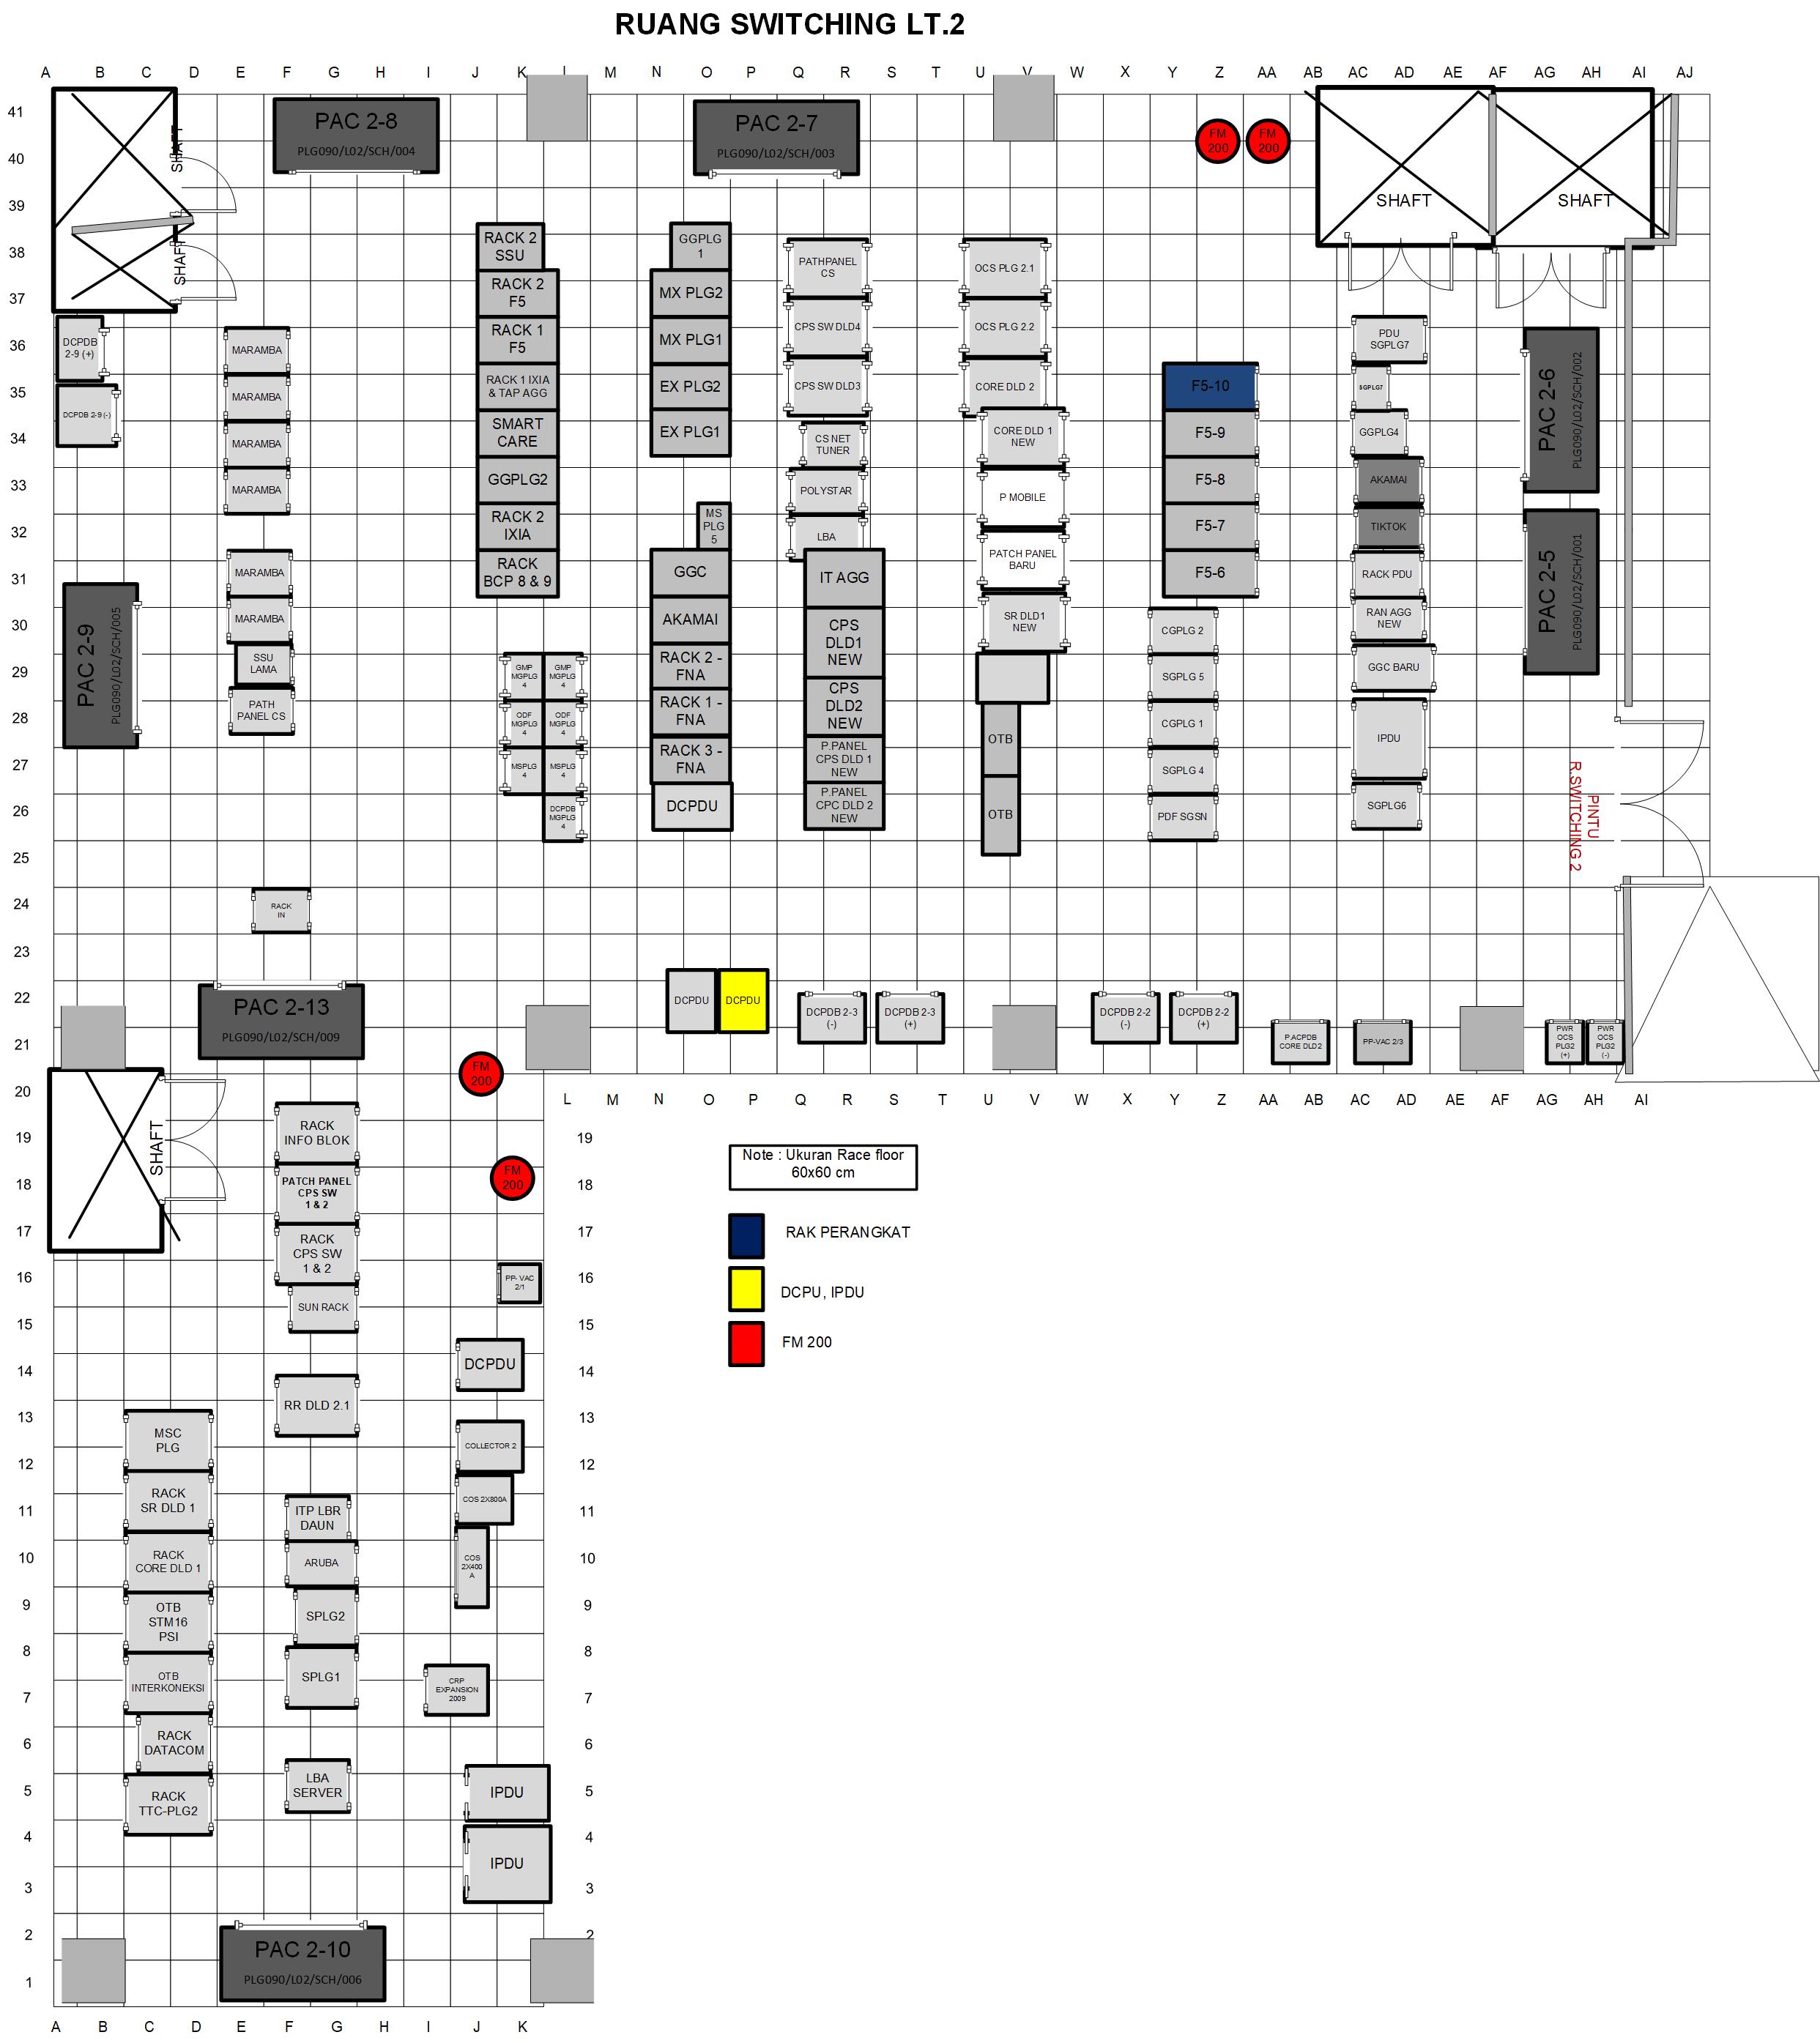 RUANG SWITCHING LT.2
A B C D E F G H I J K L M N O P Q R S T U V W X Y Z AA AB AC AD AE AF AG AH AI AJ
41
40
39
38
37
36
35
34
33
32
31
30
29
28
27
26
25
24
23
22
21
20
19
18
17
16
15
14
13
12
11
10
9
8
7
6
5
4
3
2
1
SHAFT
SHAFT
PAC 2-8
PLG090/L02/SCH/004
PAC 2-7
PLG090/L02/SCH/003
FM
200
FM
200
SHAFT
SHAFT
DCPDB
2-9 (+)
DCPDB 2-9 (-)
PAC 2-9
PLG090/L02/SCH/005
MARAMBA
MARAMBA
MARAMBA
MARAMBA
MARAMBA
MARAMBA
SSU
LAMA
PATH
PANEL CS
RACK
IN
RACK 2
SSU
RACK 2
F5
RACK 1
F5
RACK 1 IXIA
& TAP AGG
SMART
CARE
GGPLG2
RACK 2
IXIA
RACK
BCP 8 & 9
GMP
MGPLG
4
GMP
MGPLG
4
ODF
MGPLG
4
ODF
MGPLG
4
MSPLG
4
MSPLG
4
DCPDB
MGPLG
4
GGPLG
1
MX PLG2
MX PLG1
EX PLG2
EX PLG1
MS
PLG
5
GGC
AKAMAI
RACK 2 -
FNA
RACK 1 -
FNA
RACK 3 -
FNA
DCPDU
PATHPANEL
CS
CPS SW DLD4
CPS SW DLD3
CS NET
TUNER
POLYSTAR
LBA
IT AGG
CPS
DLD1
NEW
CPS
DLD2
NEW
P.PANEL
CPS DLD 1
NEW
P.PANEL
CPC DLD 2
NEW
OCS PLG 2.1
OCS PLG 2.2
CORE DLD 2
CORE DLD 1
NEW
P MOBILE
PATCH PANEL
BARU
SR DLD1
NEW
OTB
OTB
F5-10
F5-9
F5-8
F5-7
F5-6
CGPLG 2
SGPLG 5
CGPLG 1
SGPLG 4
PDF SGSN
PDU
SGPLG7
SGPLG7
GGPLG4
AKAMAI
TIKTOK
RACK PDU
RAN AGG
NEW
GGC BARU
IPDU
SGPLG6
PAC 2-6
PLG090/L02/SCH/002
PAC 2-5
PLG090/L02/SCH/001
PINTU
R.SWITCHING 2
PAC 2-13
PLG090/L02/SCH/009
DCPDU
DCPDU
DCPDB 2-3
(-)
DCPDB 2-3
(+)
DCPDB 2-2
(-)
DCPDB 2-2
(+)
P.ACPDB
CORE DLD2
PP-VAC 2/3
PWR
OCS
PLG2
(+)
PWR
OCS
PLG2
(-)
L M N O P Q R S T U V W X Y Z AA AB AC AD AE AF AG AH AI
FM
200
SHAFT
RACK
INFO BLOK
PATCH PANEL
CPS SW
1 & 2
RACK
CPS SW
1 & 2
SUN RACK
RR DLD 2.1
FM
200
PP- VAC
2/1
DCPDU
COLLECTOR 2
COS 2X800A
COS
2X400
A
CRP
EXPANSION
2009
IPDU
IPDU
MSC
PLG
RACK
SR DLD 1
RACK
CORE DLD 1
OTB
STM16
PSI
OTB
INTERKONEKSI
RACK
DATACOM
RACK
TTC-PLG2
ITP LBR
DAUN
ARUBA
SPLG2
SPLG1
LBA
SERVER
19
18
17
16
15
14
13
12
11
10
9
8
7
6
5
4
3
2
Note : Ukuran Race floor
60x60 cm
RAK PERANGKAT
DCPU, IPDU
FM 200
PAC 2-10
PLG090/L02/SCH/006
A B C D E F G H I J K